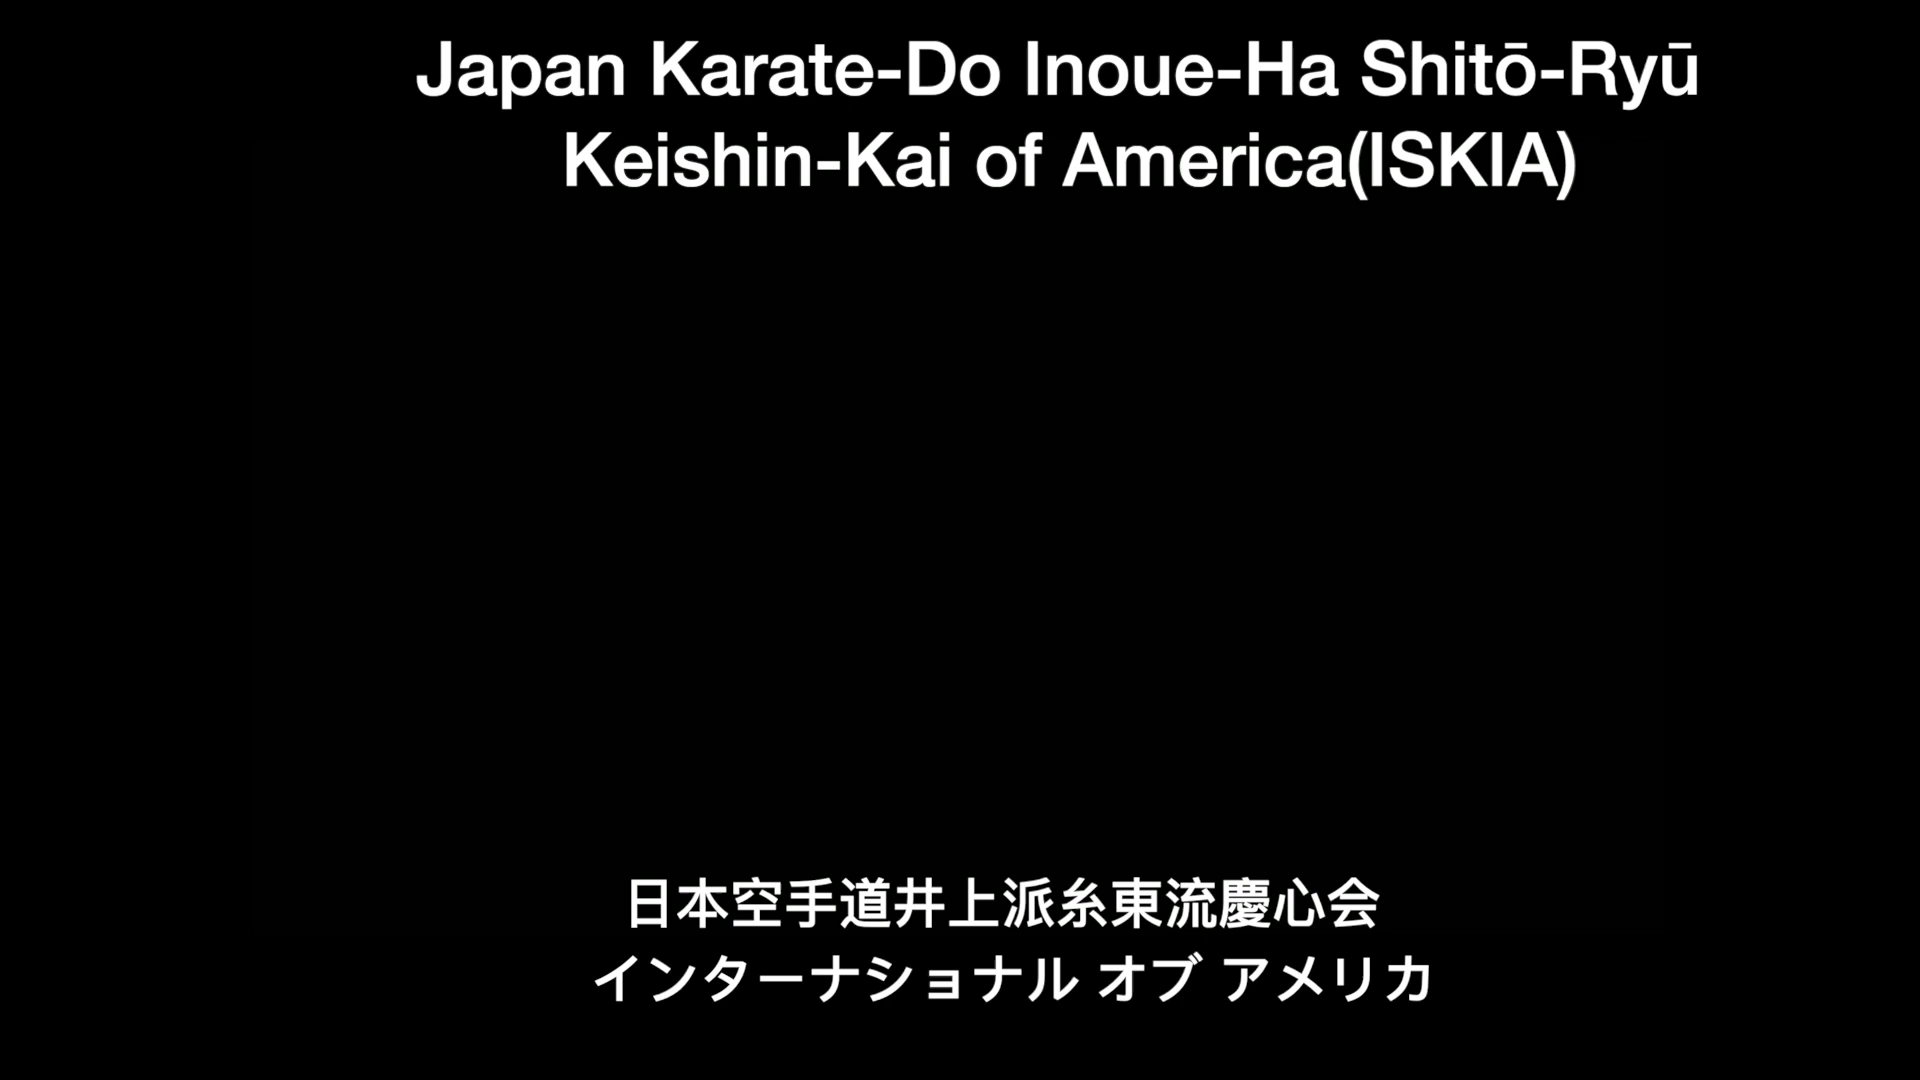 Japan Karate-Do Inoue-Ha Shitō-Ryū
Keishin-Kai of America(ISKIA)
日本空手道井上派糸東流慶心会
インターナショナル オブ アメリカ